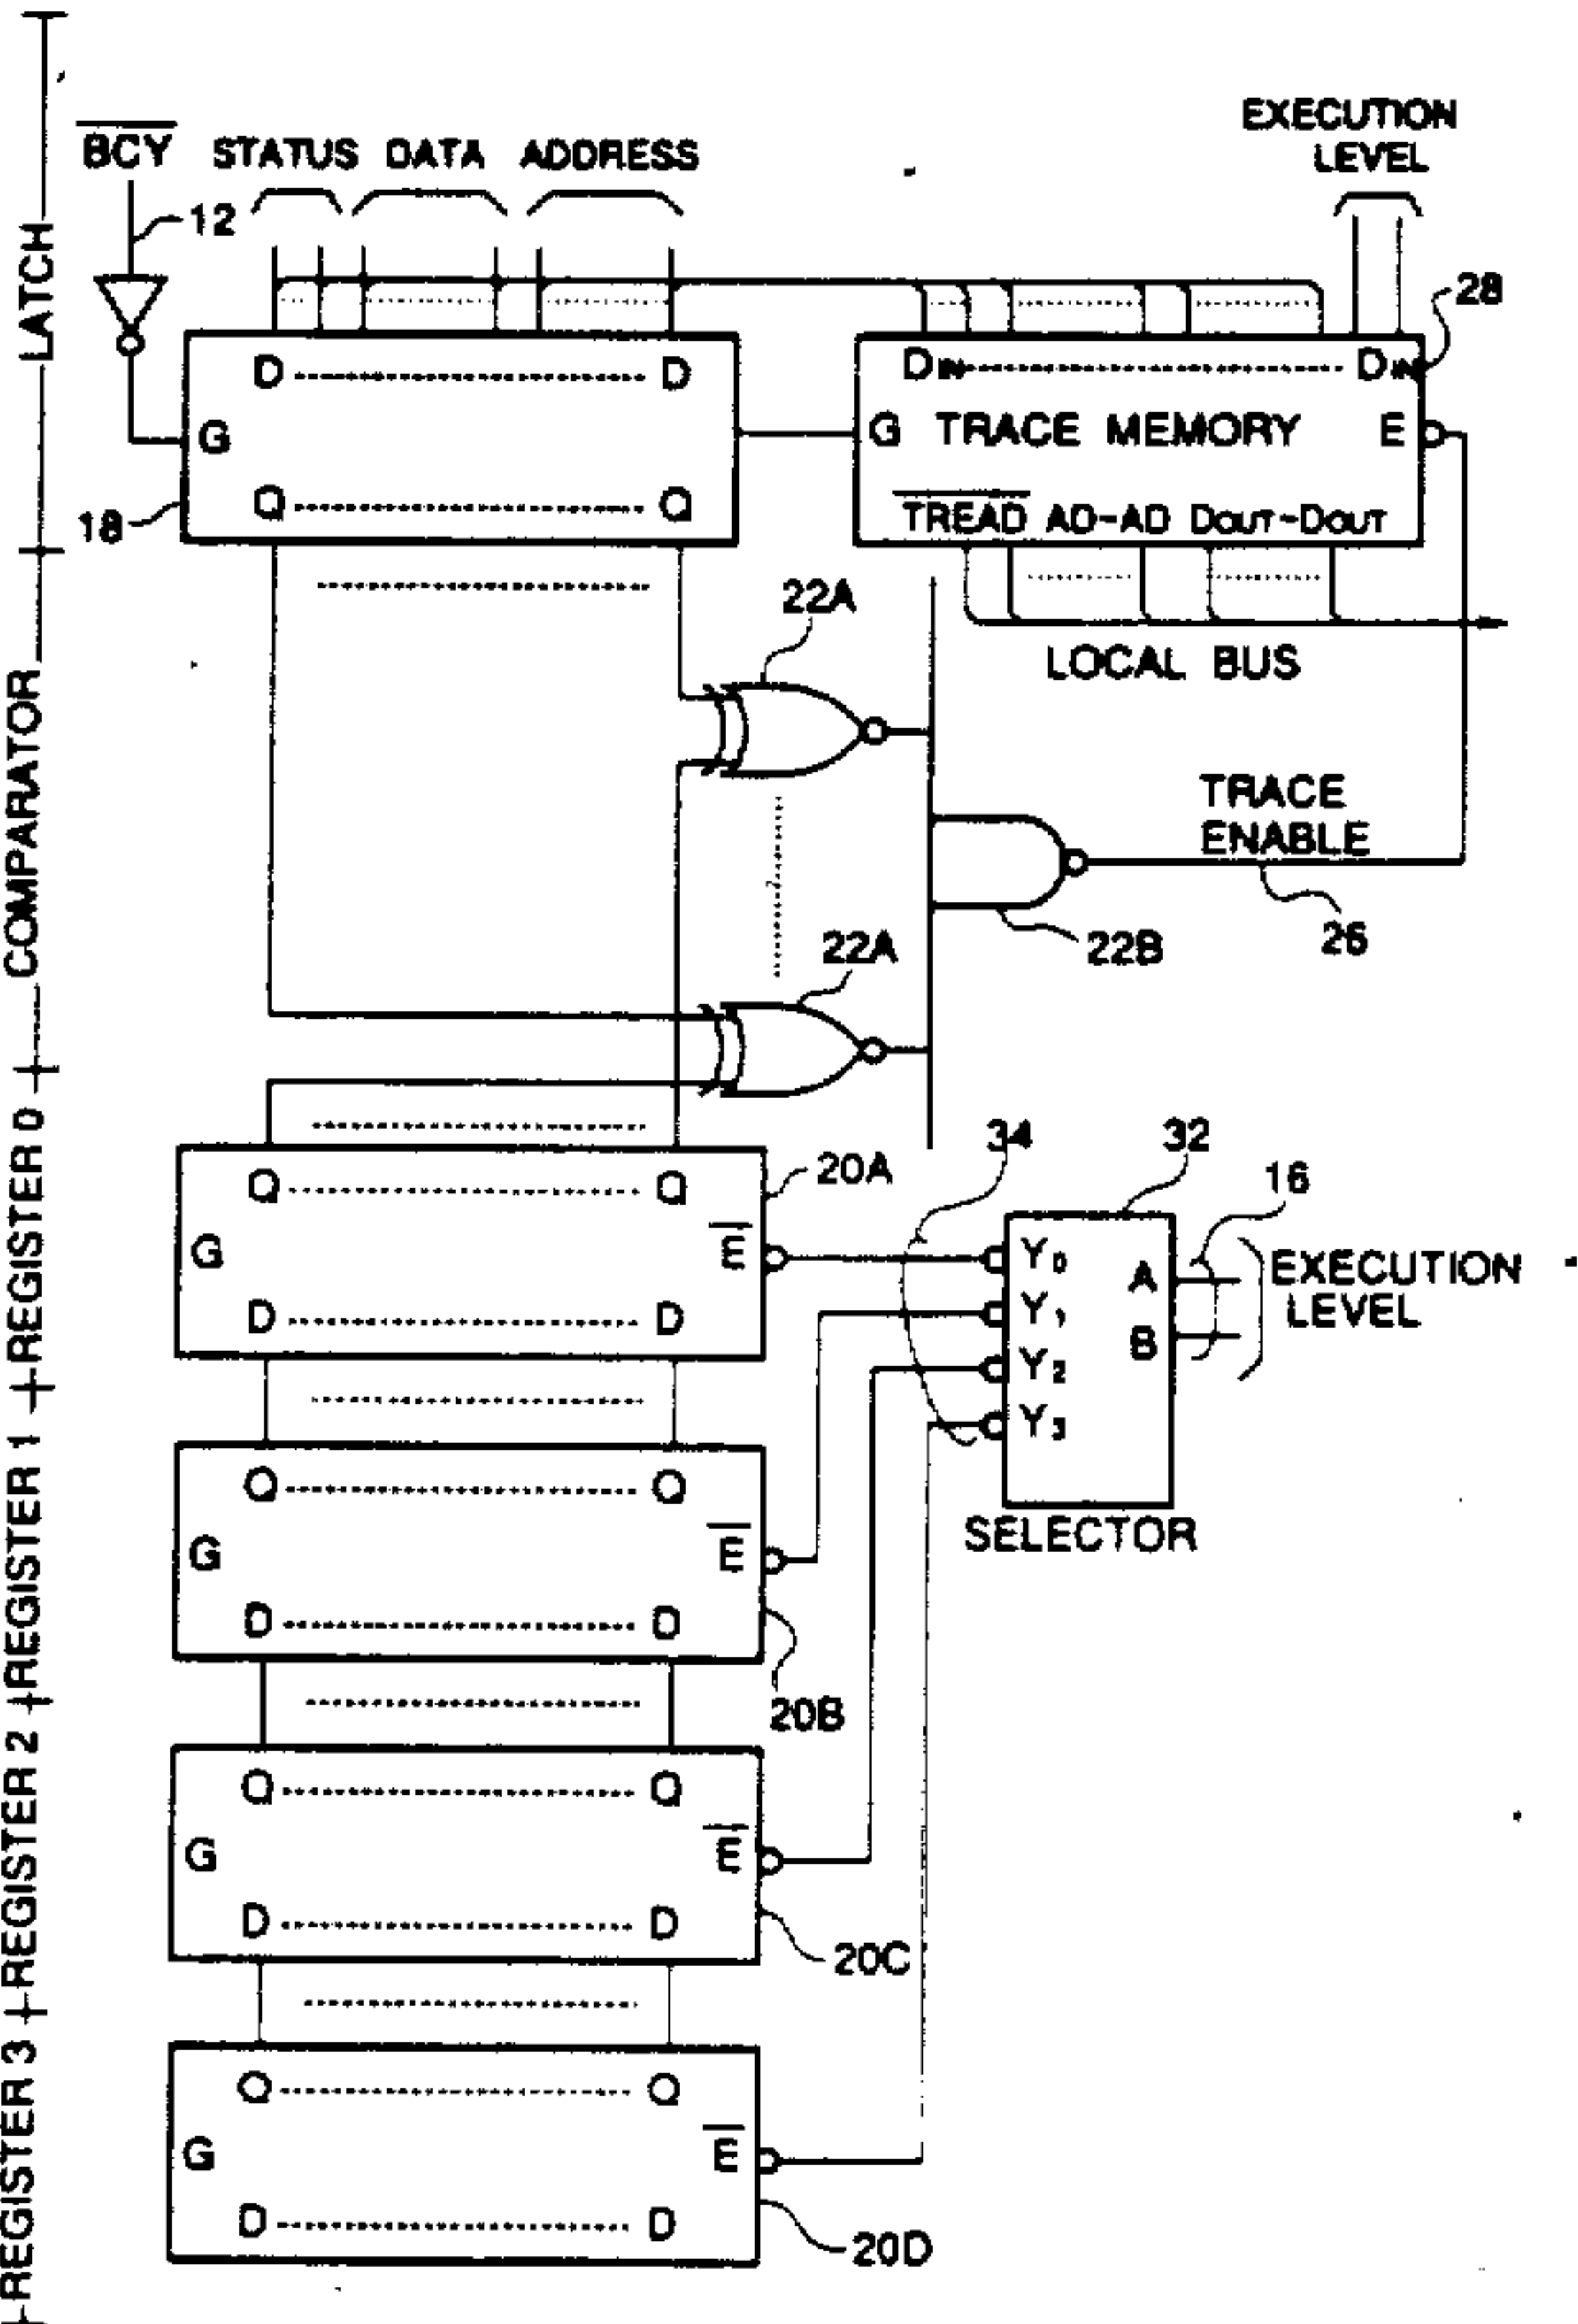 LATCH
COMPARATOR
REGISTER 0
REGISTER 1
REGISTER 2
REGISTER 3
BCY STATUS DATA ADDRESS
EXECUTION
LEVEL
12
28
D D
DIN DIN
G
G TRACE MEMORY E
Q Q
TREAD AD-AD DOUT-DOUT
18
22A
LOCAL BUS
TRACE
ENABLE
22A
22B
26
34
32
16
Q Q
20A
G E
D D
Y0
Y1
Y2
Y3
A
B
EXECUTION
LEVEL
SELECTOR
Q Q
G E
D D
20B
Q Q
G E
D D
20C
Q Q
G E
D D
20D